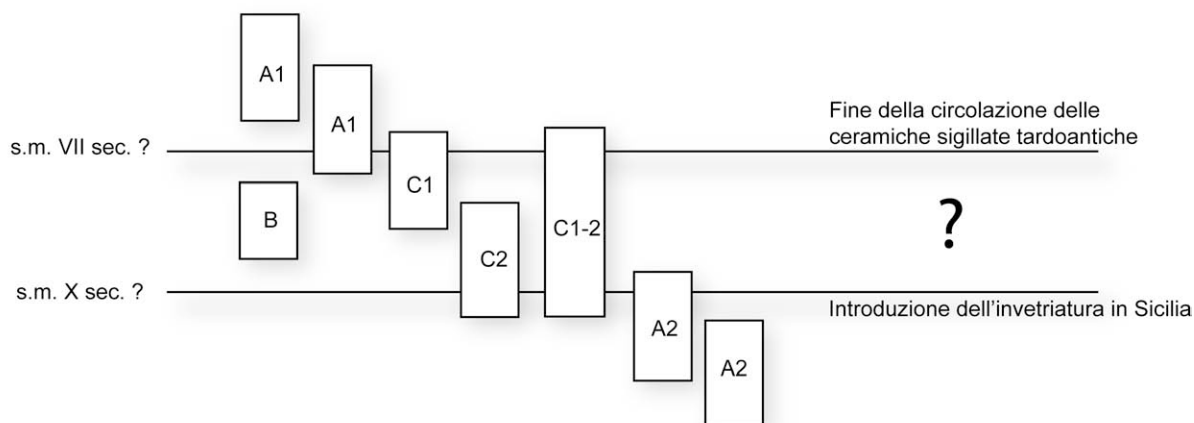 A1
A1
Fine della circolazione delle
ceramiche sigillate tardoantiche
s.m. VII sec. ?
C1
B
C1-2
?
C2
s.m. X sec. ?
Introduzione dell'invetriatura in Sicilia
A2
A2